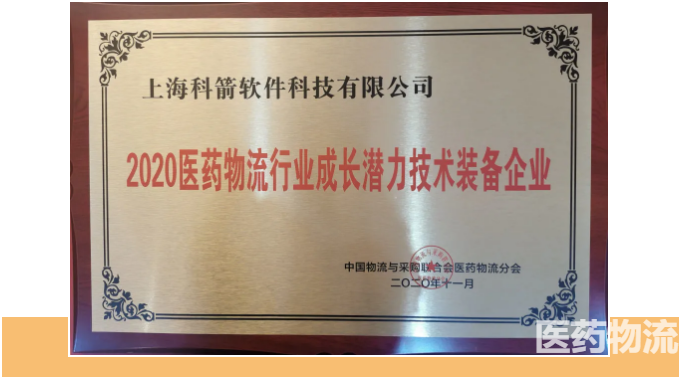 上海科箭软件科技有限公司
2020医药物流行业成长潜力技术装备企业
中国物流与采购联合会医药物流分会
二〇二〇年十一月
医药物流